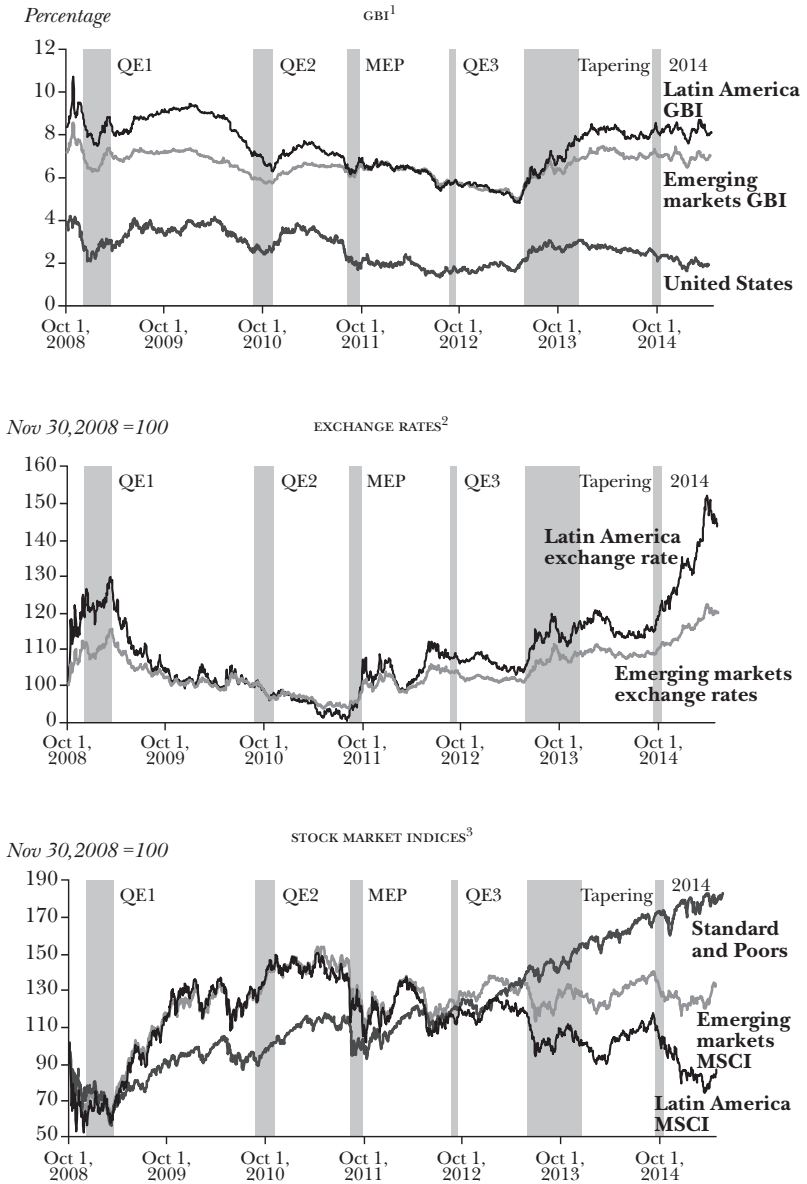 Percentage
GBI1
12
10
8
6
4
2
0
QE1
QE2
MEP
QE3
Tapering
2014
Latin America
GBI
Emerging
markets GBI
United States
Oct 1,
2008
Oct 1,
2009
Oct 1,
2010
Oct 1,
2011
Oct 1,
2012
Oct 1,
2013
Oct 1,
2014
Nov 30,2008 =100
EXCHANGE RATES2
160
150
140
130
120
110
100
0
QE1
QE2
MEP
QE3
Tapering
2014
Latin America
exchange rate
Emerging markets
exchange rates
Oct 1,
2008
Oct 1,
2009
Oct 1,
2010
Oct 1,
2011
Oct 1,
2012
Oct 1,
2013
Oct 1,
2014
STOCK MARKET INDICES3
Nov 30,2008 =100
190
170
150
130
110
90
70
50
QE1
QE2
MEP
QE3
Tapering
2014
Standard
and Poors
Emerging
markets
MSCI
Latin America
MSCI
Oct 1,
2008
Oct 1,
2009
Oct 1,
2010
Oct 1,
2011
Oct 1,
2012
Oct 1,
2013
Oct 1,
2014